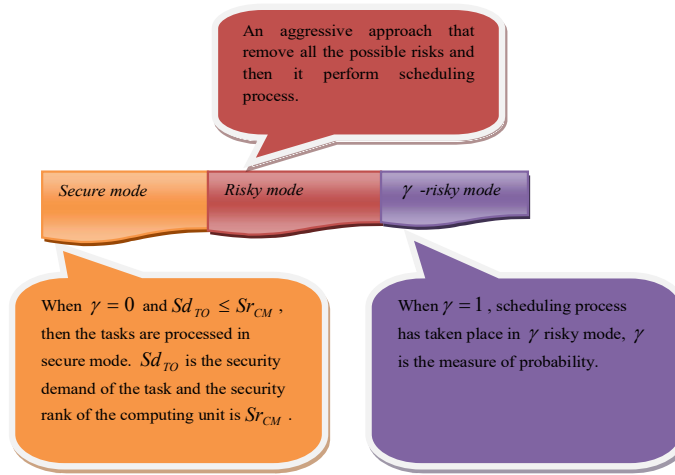 An aggressive approach that
remove all the possible risks and
then it perform scheduling
process.
Secure mode
Risky mode
γ -risky mode
When γ = 0 and Sd_TO ≤ Sr_CM ,
then the tasks are processed in
secure mode. Sd_TO is the security
demand of the task and the security
rank of the computing unit is Sr_CM .
When γ = 1 , scheduling process
has taken place in γ risky mode, γ
is the measure of probability.